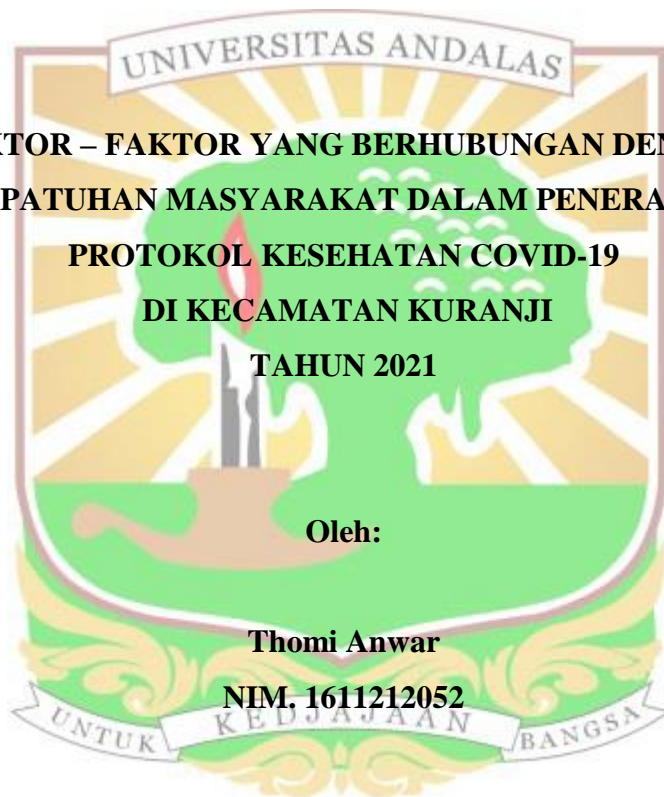 UNIVERSITAS ANDALAS
KTOR – FAKTOR YANG BERHUBUNGAN DEN
PATUHAN MASYARAKAT DALAM PENERA
PROTOKOL KESEHATAN COVID-19
DI KECAMATAN KURANJI
TAHUN 2021
Oleh:
Thomi Anwar
NIM. 1611212052
UNTUK KEDJAJAAN BANGSA